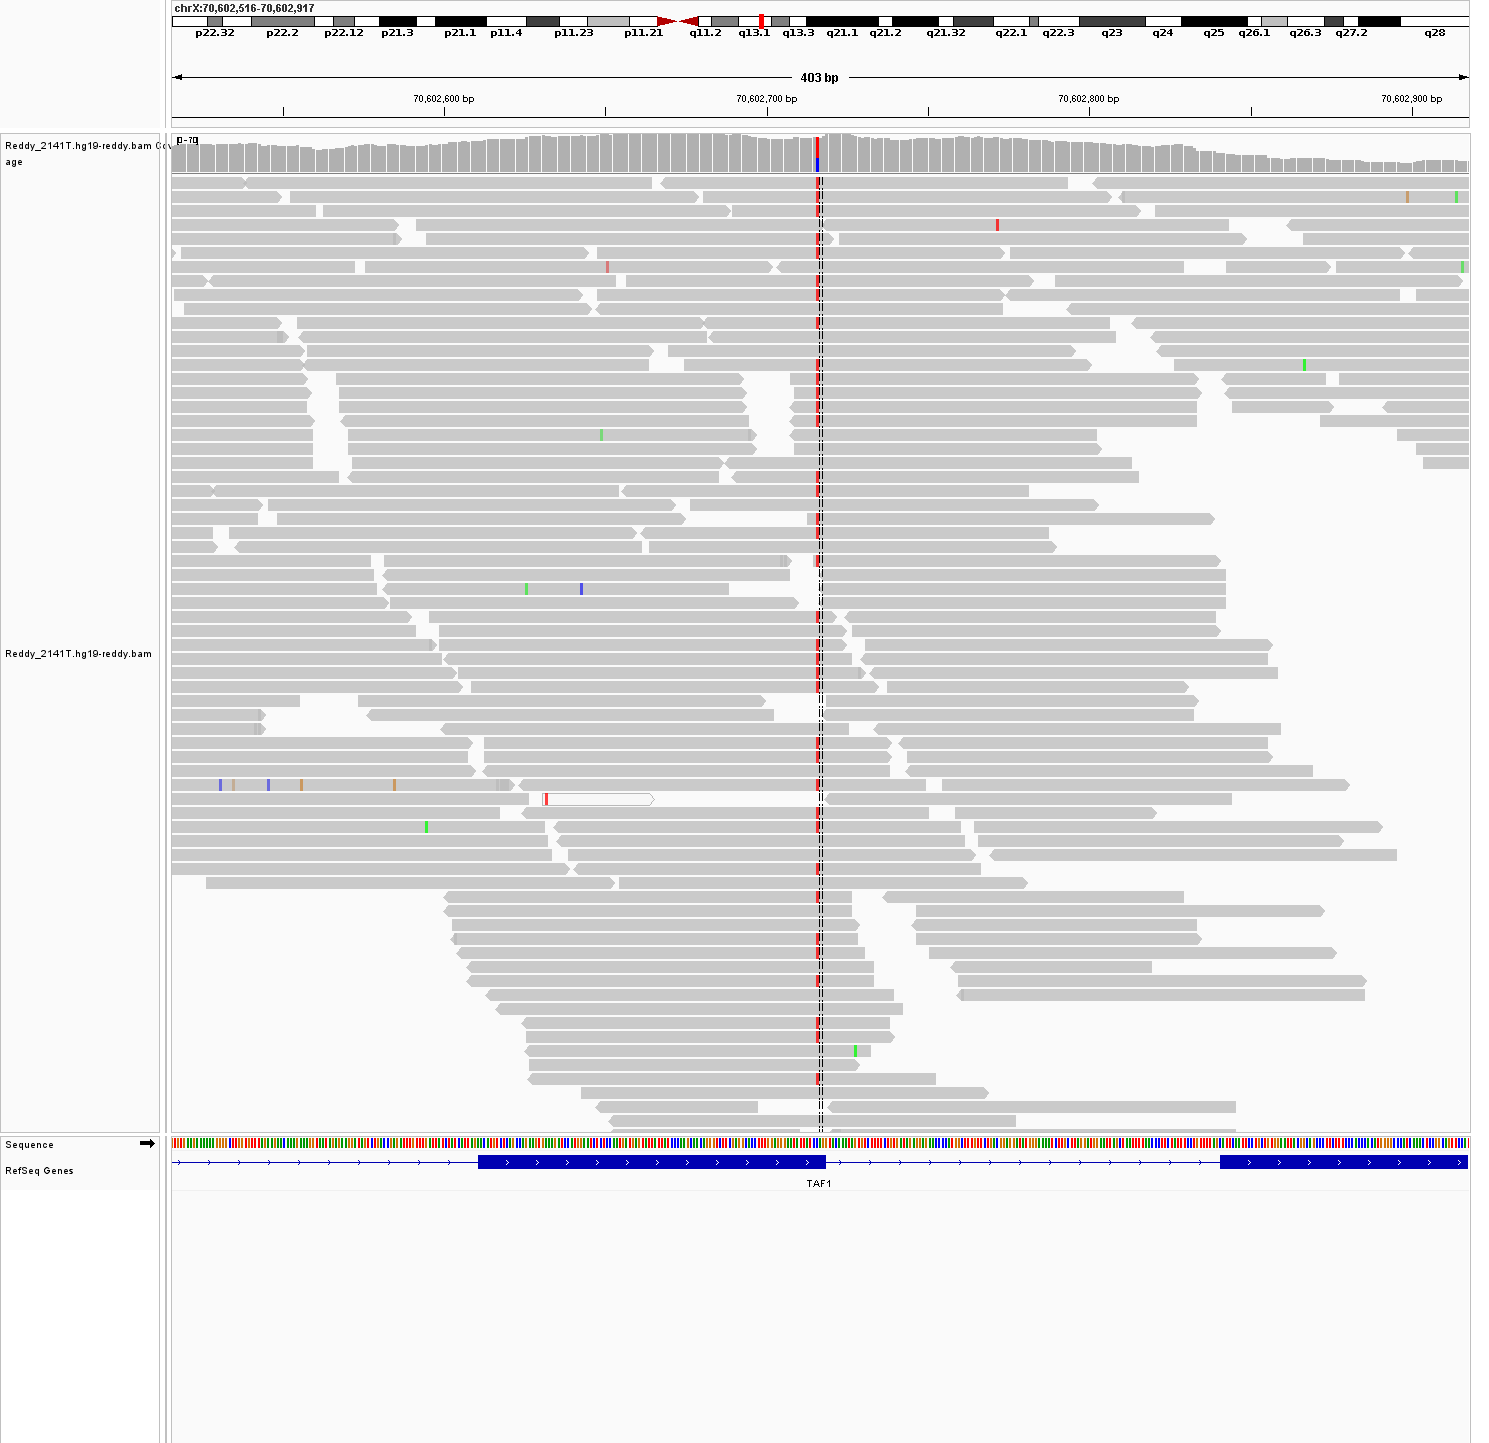 chrX:70,602,516-70,602,917
p22.32 p22.2 p22.12 p21.3 p21.1 p11.4 p11.23 p11.21 q11.2 q13.1 q13.3 q21.1 q21.2 q21.32 q22.1 q22.3 q23 q24 q25 q26.1 q26.3 q27.2 q28
403 bp
70,602,600 bp 70,602,700 bp 70,602,800 bp 70,602,900 bp
Reddy_2141T.hg19-reddy.bam Cov
age
Reddy_2141T.hg19-reddy.bam
Sequence
RefSeq Genes
TAF1